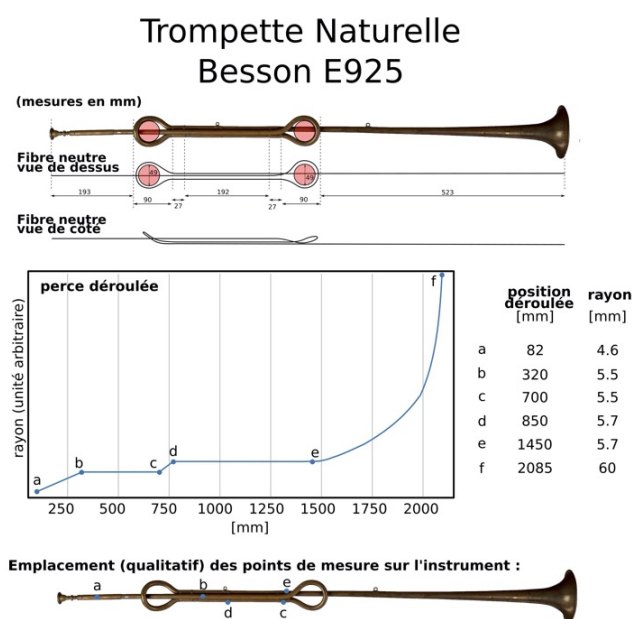 Trompette Naturelle
Besson E925
(mesures en mm)
Fibre neutre
vue de dessus
49
49
193
90
27
192
27
90
523
Fibre neutre
vue de côté
perce déroulée
rayon (unité arbitraire)
a
b
c
d
e
f
250 500 750 1000 1250 1500 1750 2000
[mm]
position rayon
déroulée
[mm] [mm]
a 82 4.6
b 320 5.5
c 700 5.5
d 850 5.7
e 1450 5.7
f 2085 60
Emplacement (qualitatif) des points de mesure sur l'instrument :
a b e
d c